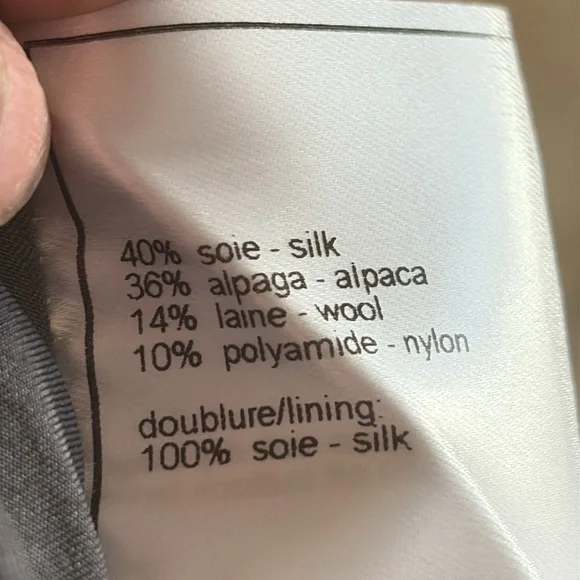 40% soie - silk
36% alpaga - alpaca
14% laine - wool
10% polyamide - nylon
doublure/lining:
100% soie - silk